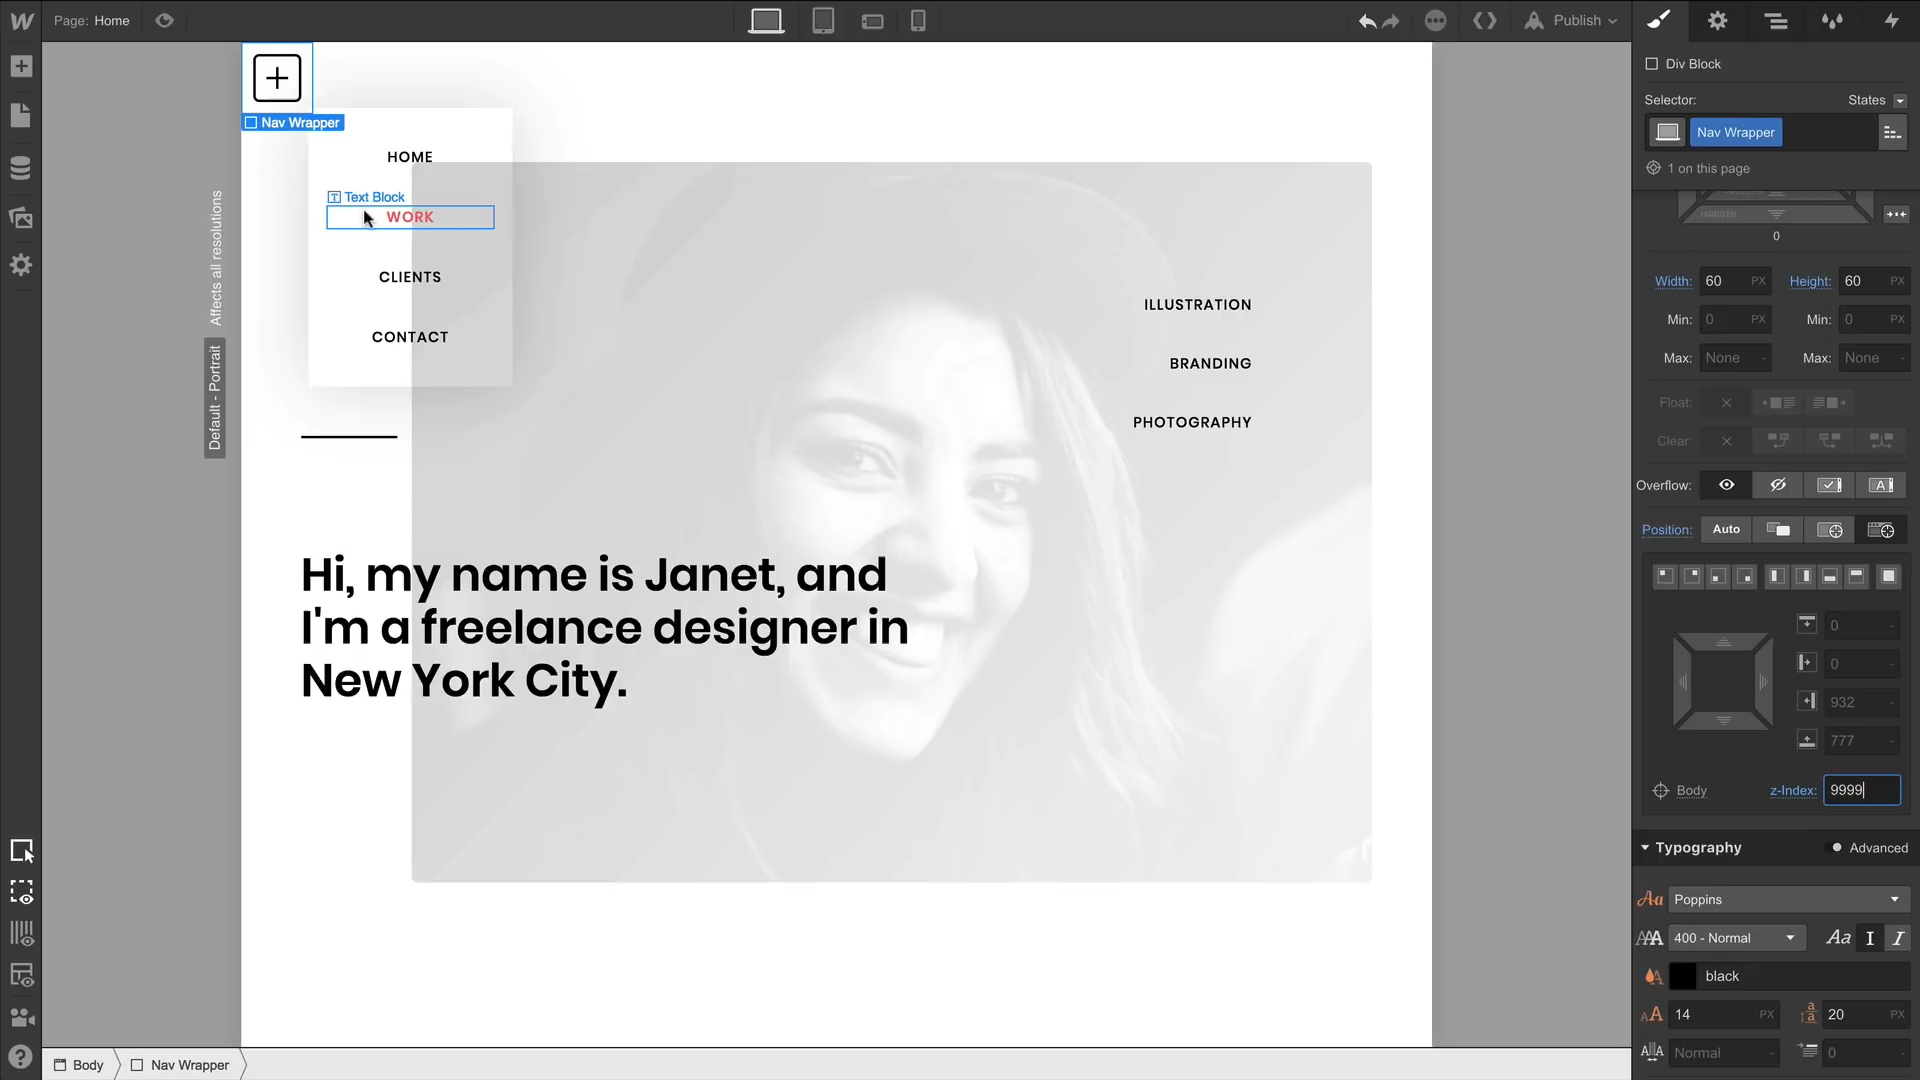 Page: Home
Publish
Nav Wrapper
HOME
Text Block
WORK
CLIENTS
CONTACT
Affects all resolutions
Default - Portrait
ILLUSTRATION
BRANDING
PHOTOGRAPHY
Hi, my name is Janet, and
I'm a freelance designer in
New York City.
Div Block
Selector:
States
Nav Wrapper
1 on this page
MARGIN
0
Width: 60 PX Height: 60 PX
Min: 0 PX Min: 0 PX
Max: None - Max: None -
Float:
Clear:
Overflow:
Position: Auto
0 -
0 -
932 -
777 -
Body z-Index: 9999
Typography Advanced
Poppins
400 - Normal
black
14 PX 20 PX
Normal - 0 -
Body Nav Wrapper